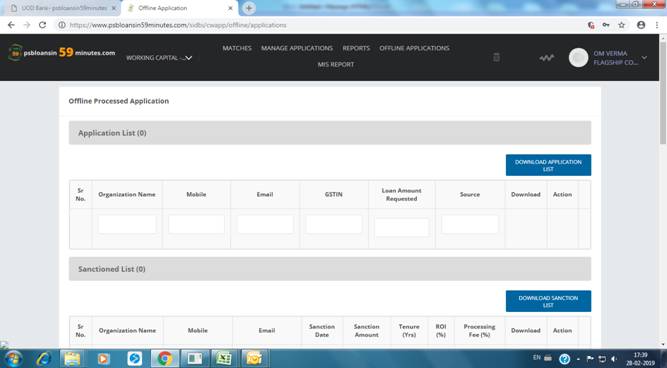 UCO Bank - psbloansin59minutes
Offline Application
https://www.psbloansin59minutes.com/sidbi/cwapp/offline/applications
psbloansin 59 minutes.com
WORKING CAPITAL -...
MATCHES MANAGE APPLICATIONS REPORTS OFFLINE APPLICATIONS
MIS REPORT
OM VERMA
FLAGSHIP CO...
Offline Processed Application
Application List (0)
DOWNLOAD APPLICATION
LIST
Sr No. Organization Name Mobile Email GSTIN Loan Amount Requested Source Download Action
Sanctioned List (0)
DOWNLOAD SANCTION
LIST
Sr No. Organization Name Mobile Email Sanction Date Sanction Amount Tenure (Yrs) ROI (%) Processing Fee (%) Download Action
EN
17:39
28-02-2019